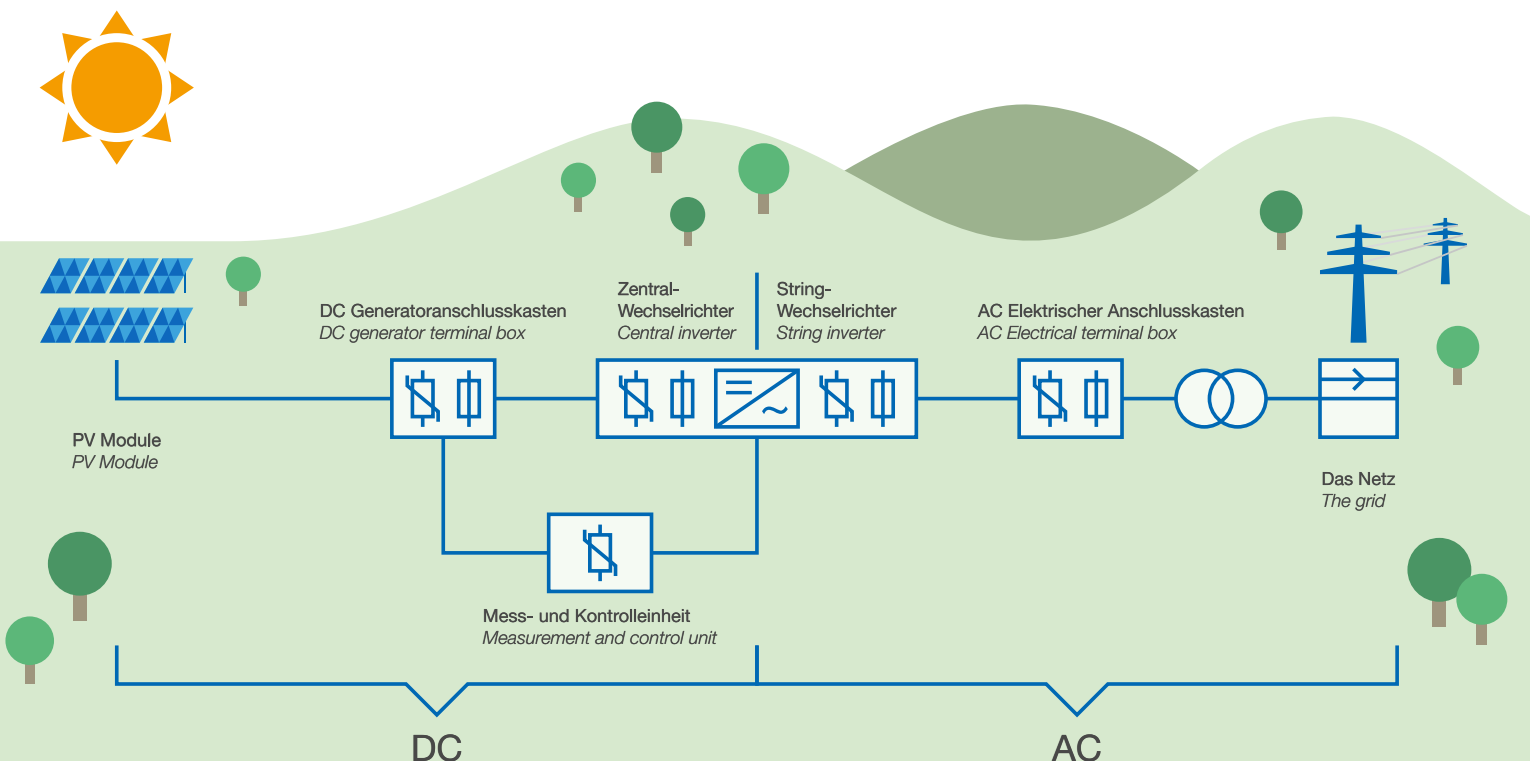 DC Generatoranschlusskasten
DC generator terminal box
Zentral-
Wechselrichter
Central inverter
String-
Wechselrichter
String inverter
AC Elektrischer Anschlusskasten
AC Electrical terminal box
PV Module
PV Module
Das Netz
The grid
Mess- und Kontrolleinheit
Measurement and control unit
DC
AC